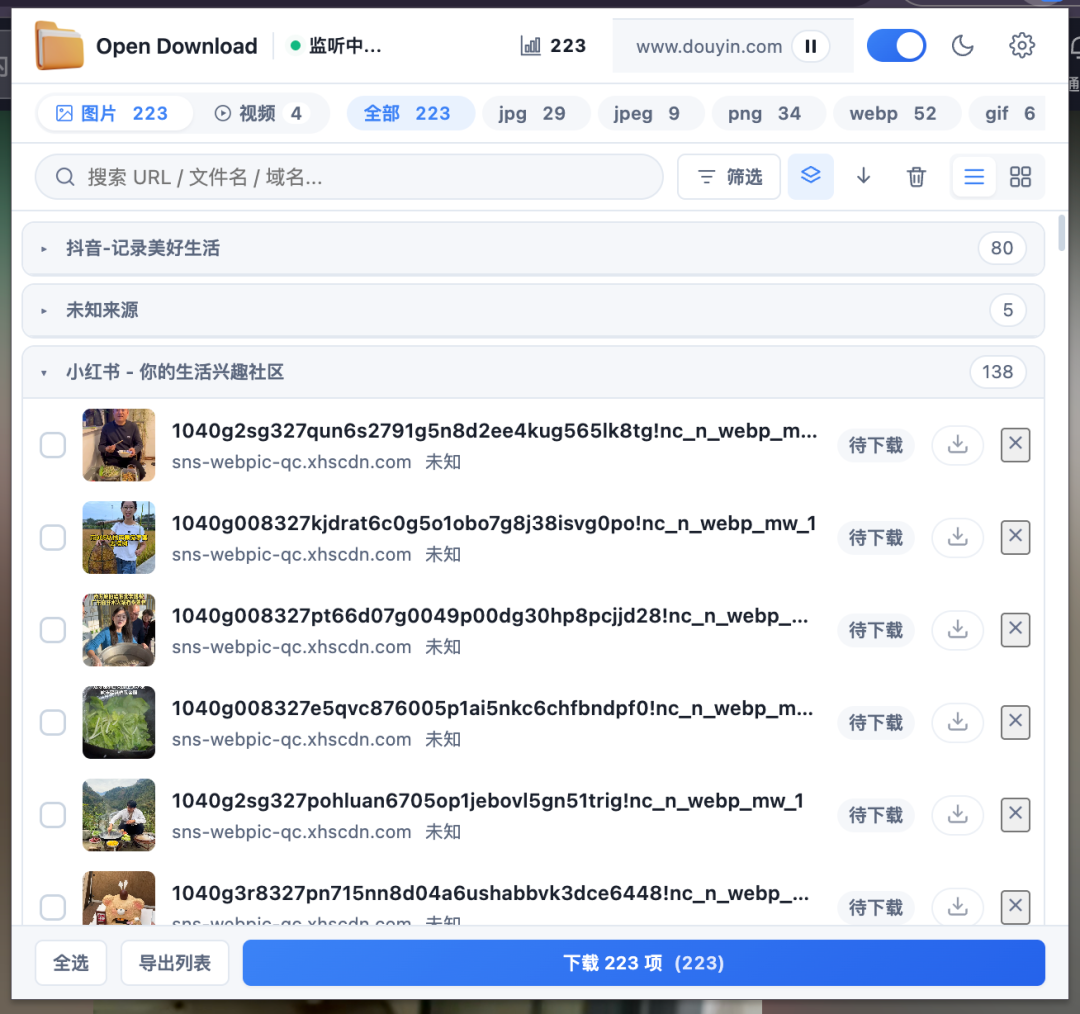 Open Download 监听中... 223 www.douyin.com
图片 223 视频 4 全部 223 jpg 29 jpeg 9 png 34 webp 52 gif 6
搜索 URL / 文件名 / 域名... 筛选
抖音-记录美好生活 80
未知来源 5
小红书 - 你的生活兴趣社区 138
1040g2sg327qun6s2791g5n8d2ee4kug565lk8tg!nc_n_webp_m...
sns-webpic-qc.xhscdn.com 未知 待下载
1040g008327kjdrat6c0g5o1obo7g8j38isvg0po!nc_n_webp_mw_1
sns-webpic-qc.xhscdn.com 未知 待下载
1040g008327pt66d07g0049p00dg30hp8pcjjd28!nc_n_webp_...
sns-webpic-qc.xhscdn.com 未知 待下载
1040g008327e5qvc876005p1ai5nkc6chfbndpf0!nc_n_webp_m...
sns-webpic-qc.xhscdn.com 未知 待下载
1040g2sg327pohluan6705op1jebovl5gn51trig!nc_n_webp_mw_1
sns-webpic-qc.xhscdn.com 未知 待下载
1040g3r8327pn715nn8d04a6ushabbvk3dce6448!nc_n_webp_...
sns-webpic-qc.xhscdn.com 未知 待下载
全选 导出列表 下载 223 项 (223)